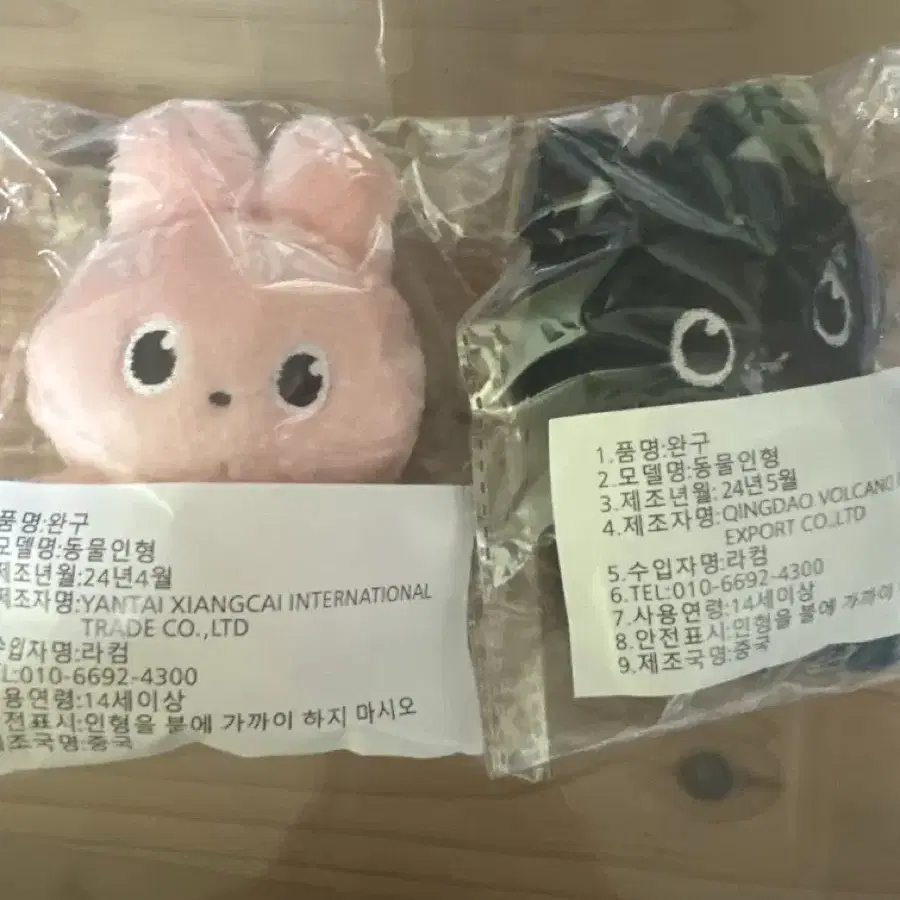 품명:완구
모델명:동물인형
제조년월:24년4월
제조자명:YANTAI XIANGCAI INTERNATIONAL
TRADE CO.,LTD
수입자명:라컴
TEL:010-6692-4300
사용연령:14세이상
안전표시:인형을 불에 가까이 하지 마시오
제조국명:중국
1.품명:완구
2.모델명:동물인형
3.제조년월:24년5월
4.제조자명:QINGDAO VOLCANO
EXPORT CO.,LTD
5.수입자명:라컴
6.TEL:010-6692-4300
7.사용연령:14세이상
8.안전표시:인형을 불에 가까이
9.제조국명:중국